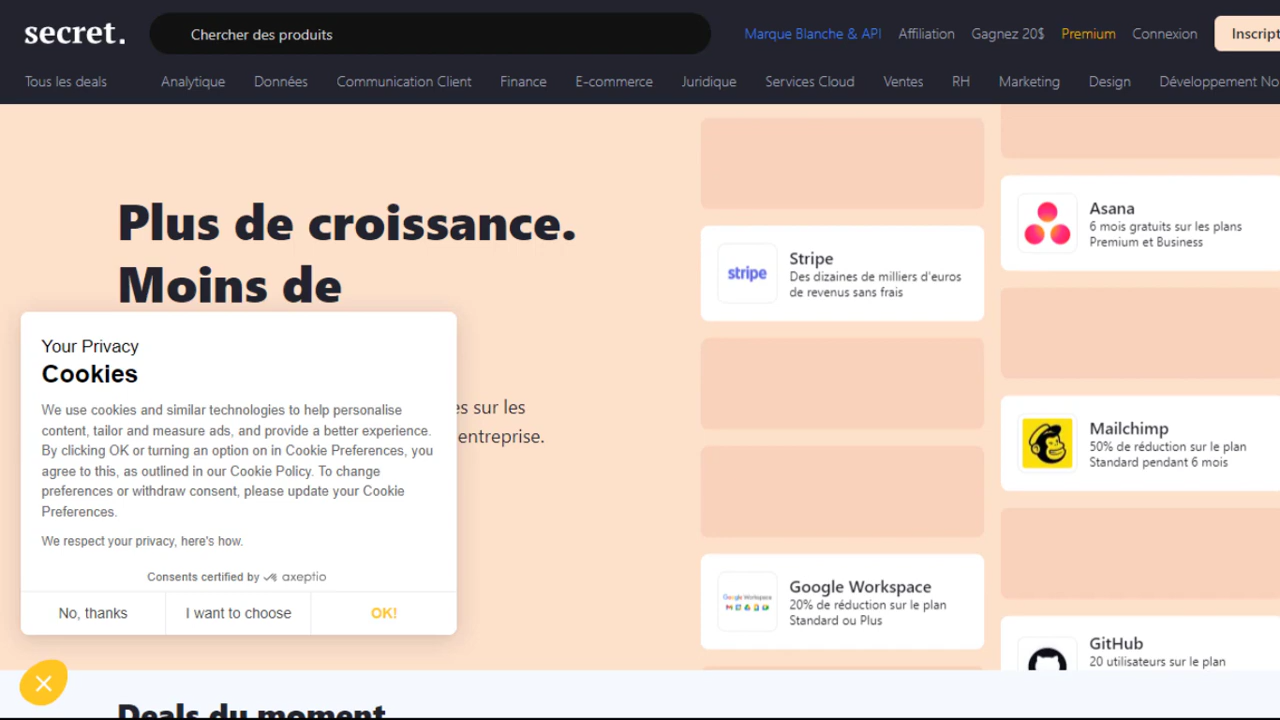 secret.
Chercher des produits
Marque Blanche & API
Affiliation
Gagnez 20$
Premium
Connexion
Tous les deals
Analytique
Données
Communication Client
Finance
E-commerce
Juridique
Services Cloud
Ventes
RH
Marketing
Design
Développement
Plus de croissance.
Moins de
sur les
entreprise.
Your Privacy
Cookies
We use cookies and similar technologies to help personalise
content, tailor and measure ads, and provide a better experience.
By clicking OK or turning an option on in Cookie Preferences, you
agree to this, as outlined in our Cookie Policy. To change
preferences or withdraw consent, please update your Cookie
Preferences.
We respect your privacy, here's how.
Consents certified by axeptio
No, thanks
I want to choose
OK!
Stripe
Des dizaines de milliers d'euros
de revenus sans frais
Google Workspace
20% de réduction sur le plan
Standard ou Plus
Asana
6 mois gratuits sur les plans
Premium et Business
Mailchimp
50% de réduction sur le plan
Standard pendant 6 mois
GitHub
20 utilisateurs sur le plan
stripe
Google Workspace
Deals du moment